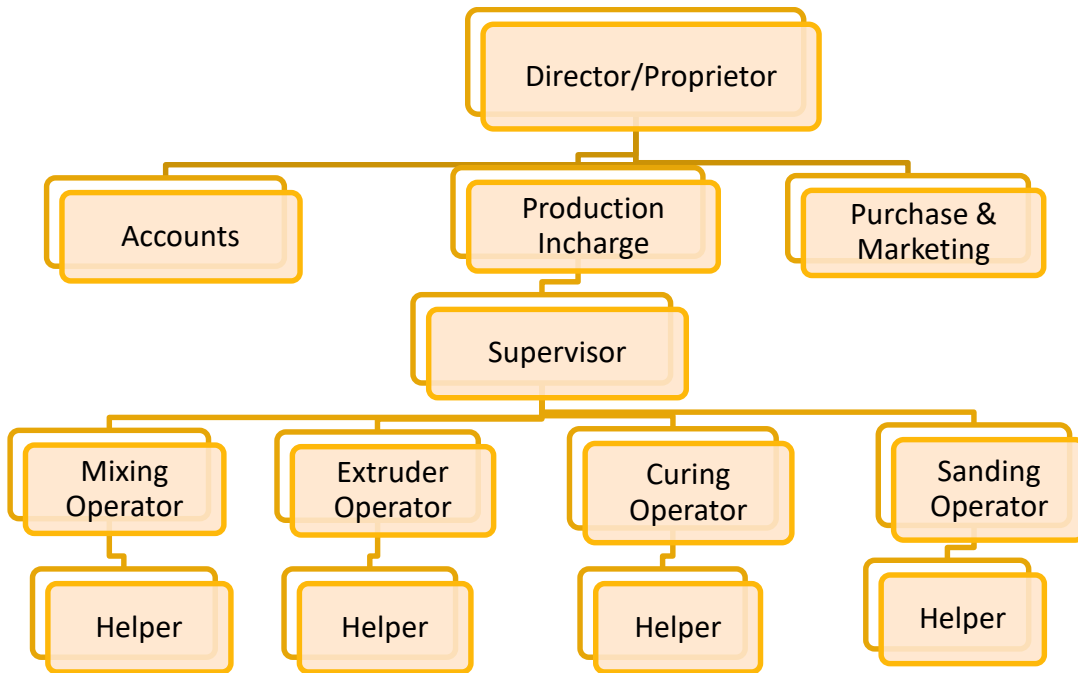 Director/Proprietor
Accounts
Production
Incharge
Purchase &
Marketing
Supervisor
Mixing
Operator
Extruder
Operator
Curing
Operator
Sanding
Operator
Helper
Helper
Helper
Helper